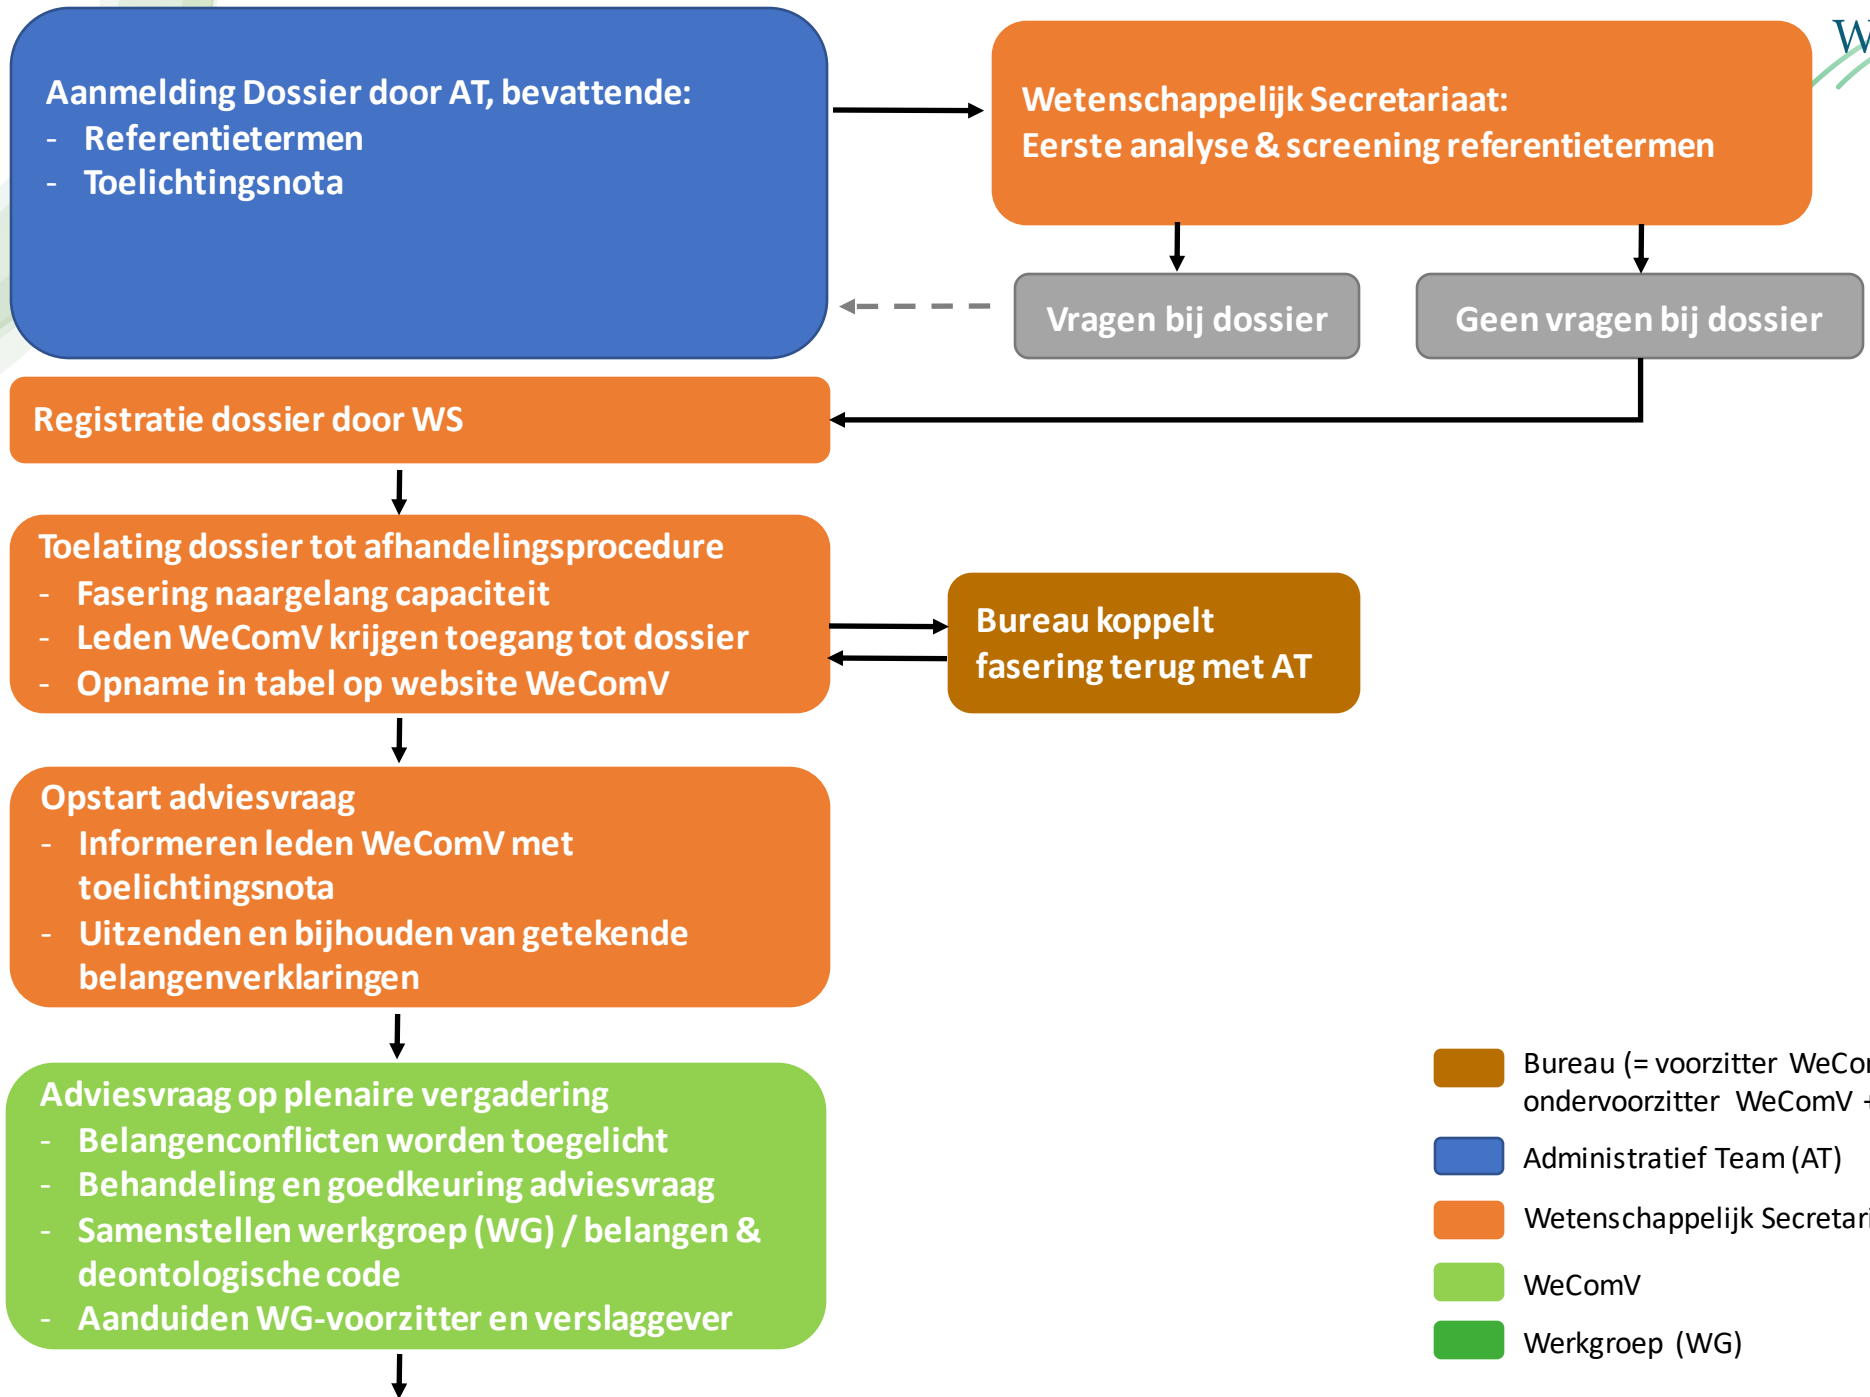 W
Aanmelding Dossier door AT, bevattende:
- Referentietermen
- Toelichtingsnota
Wetenschappelijk Secretariaat:
Eerste analyse & screening referentietermen
Vragen bij dossier
Geen vragen bij dossier
Registratie dossier door WS
Toelating dossier tot afhandelingsprocedure
- Fasering naargelang capaciteit
- Leden WeComV krijgen toegang tot dossier
- Opname in tabel op website WeComV
Bureau koppelt
fasering terug met AT
Opstart adviesvraag
- Informeren leden WeComV met
toelichtingsnota
- Uitzenden en bijhouden van getekende
belangenverklaringen
Adviesvraag op plenaire vergadering
- Belangenconflicten worden toegelicht
- Behandeling en goedkeuring adviesvraag
- Samenstellen werkgroep (WG) / belangen &
deontologische code
- Aanduiden WG-voorzitter en verslaggever
Bureau (= voorzitter
ondervoorzitter WeComV +
Administratief Team (AT)
Wetenschappelijk
WeComV
Werkgroep (WG)